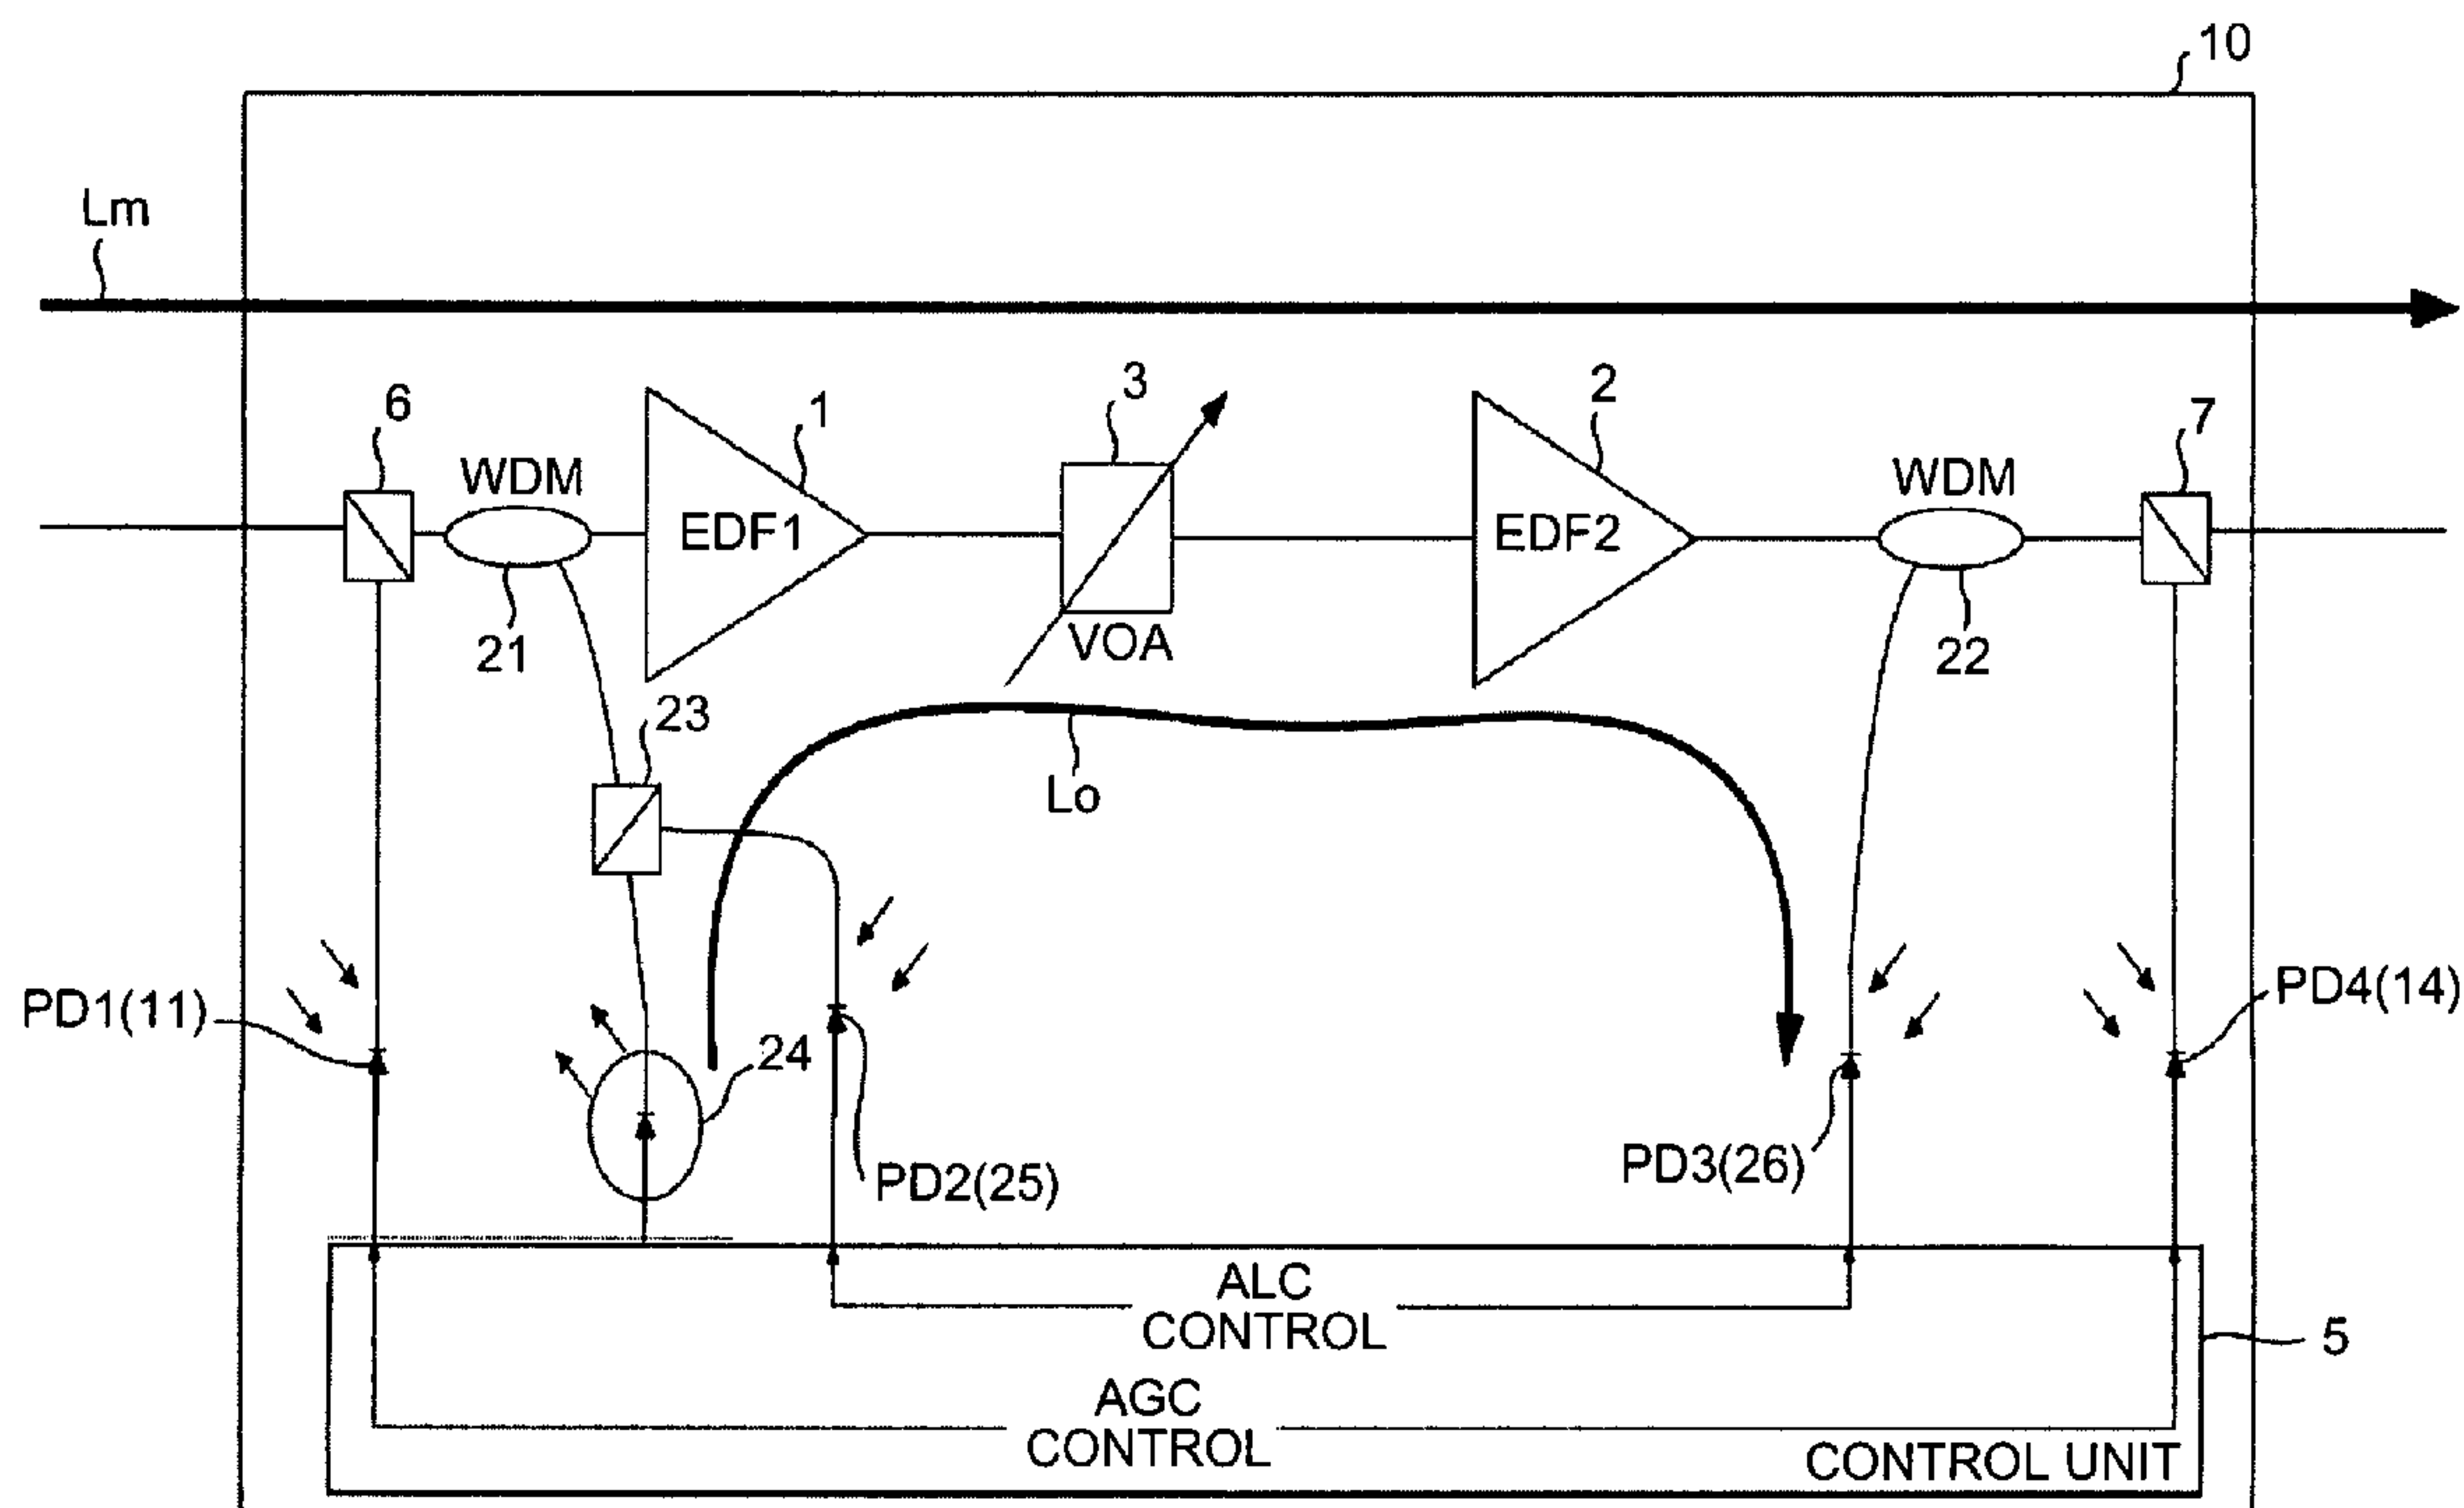 10
Lm
6
WDM
1
3
2
WDM
7
EDF1
EDF2
21
VOA
22
23
Lo
PD1(11)
24
PD2(25)
PD3(26)
PD4(14)
ALC
CONTROL
5
AGC
CONTROL
CONTROL UNIT